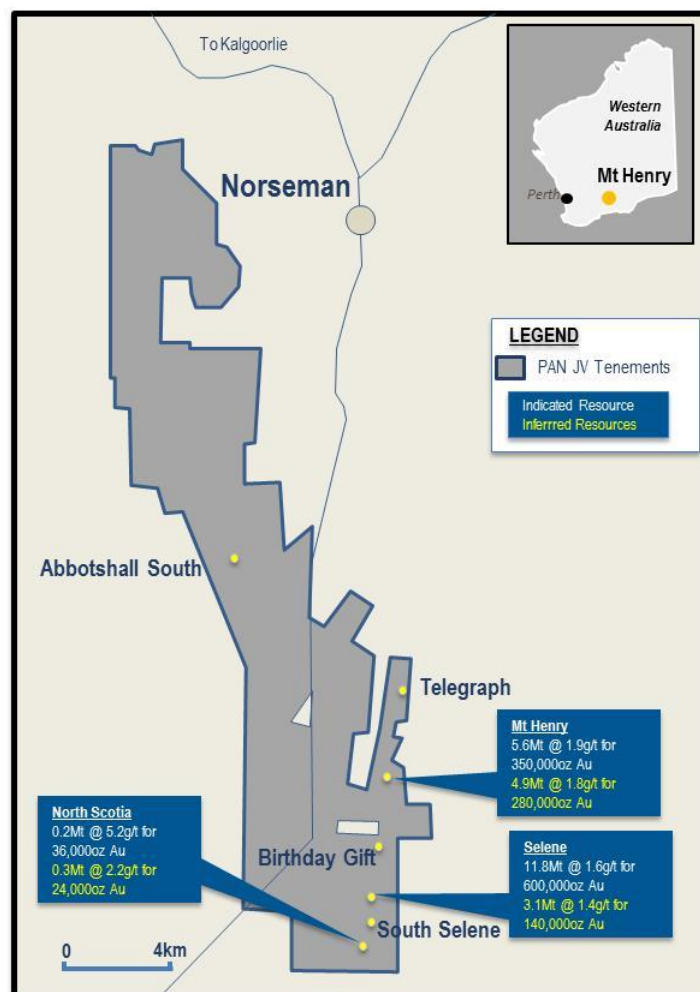 To Kalgoorlie
Western
Australia
Norseman
Perth
Mt Henry
LEGEND
PAN JV Tenements
Indicated Resource
Inferrred Resources
Abbotshall South
Telegraph
Mt Henry
5.6Mt @ 1.9g/t for
350,000oz Au
4.9Mt @ 1.8g/t for
280,000oz Au
North Scotia
0.2Mt @ 5.2g/t for
36,000oz Au
0.3Mt @ 2.2g/t for
24,000oz Au
Birthday Gift
Selene
11.8Mt @ 1.6g/t for
600,000oz Au
3.1Mt @ 1.4g/t for
140,000oz Au
South Selene
0 4km